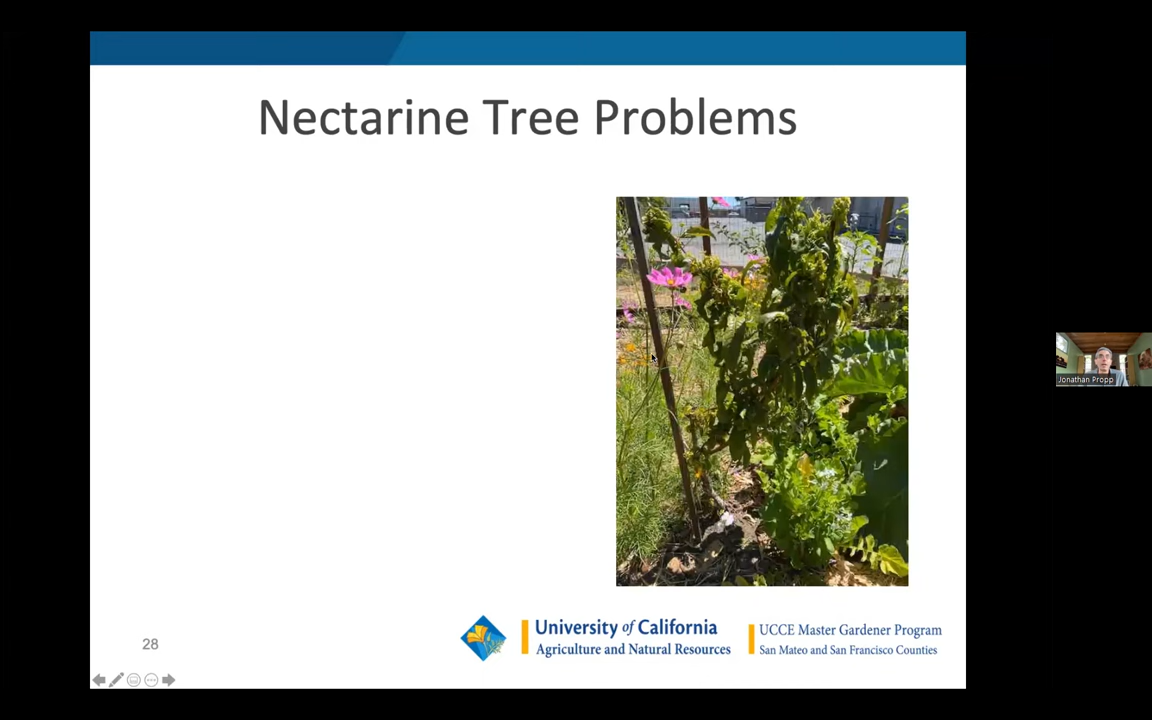 Nectarine Tree Problems
Jonathan Propp
28
University of California
Agriculture and Natural Resources
UCCE Master Gardener Program
San Mateo and San Francisco Counties